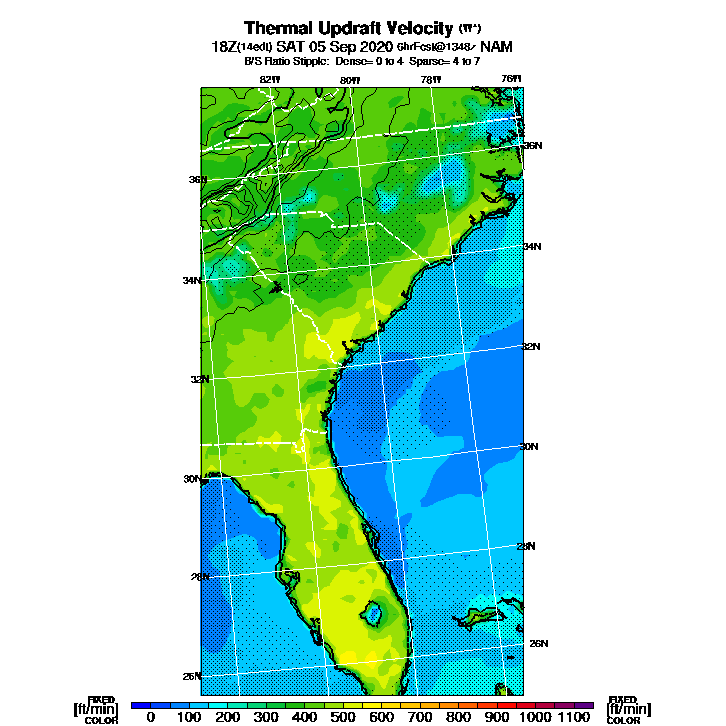 Thermal Updraft Velocity (W*)
18Z(14edt) SAT 05 Sep 2020 6hrFcst@1348z NAM
B/S Ratio Stipple: Dense= 0 to 4 Sparse= 4 to 7
82W 80W 78W 76W
36N
36N
34N
34N
32N
32N
30N
30N
28N
28N
26N
26N
FIXED FIXED
[ft/min] [ft/min]
COLOR 0 100 200 300 400 500 600 700 800 900 1000 1100 COLOR